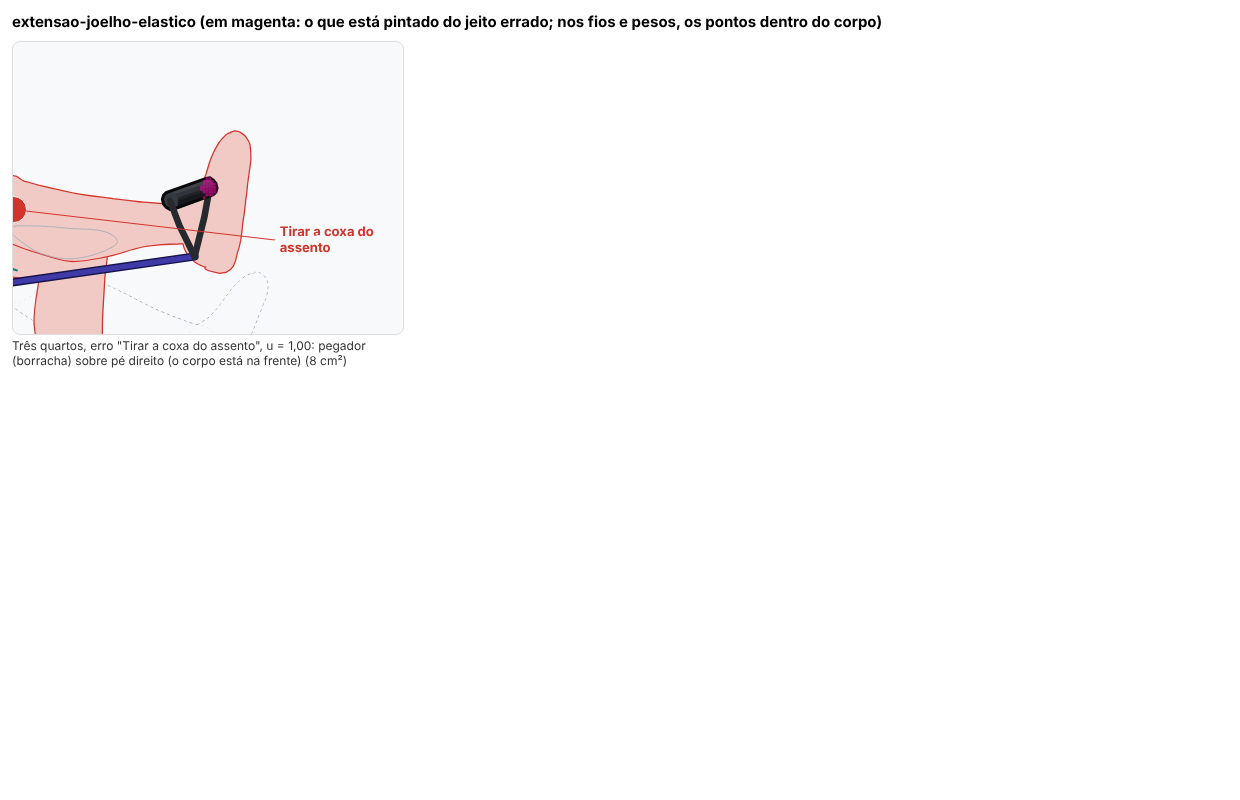 extensao-joelho-elastico (em magenta: o que está pintado do jeito errado; nos fios e pesos, os pontos dentro do corpo)
Tirar a coxa do
assento
Três quartos, erro "Tirar a coxa do assento", u = 1,00: pegador
(borracha) sobre pé direito (o corpo está na frente) (8 cm²)